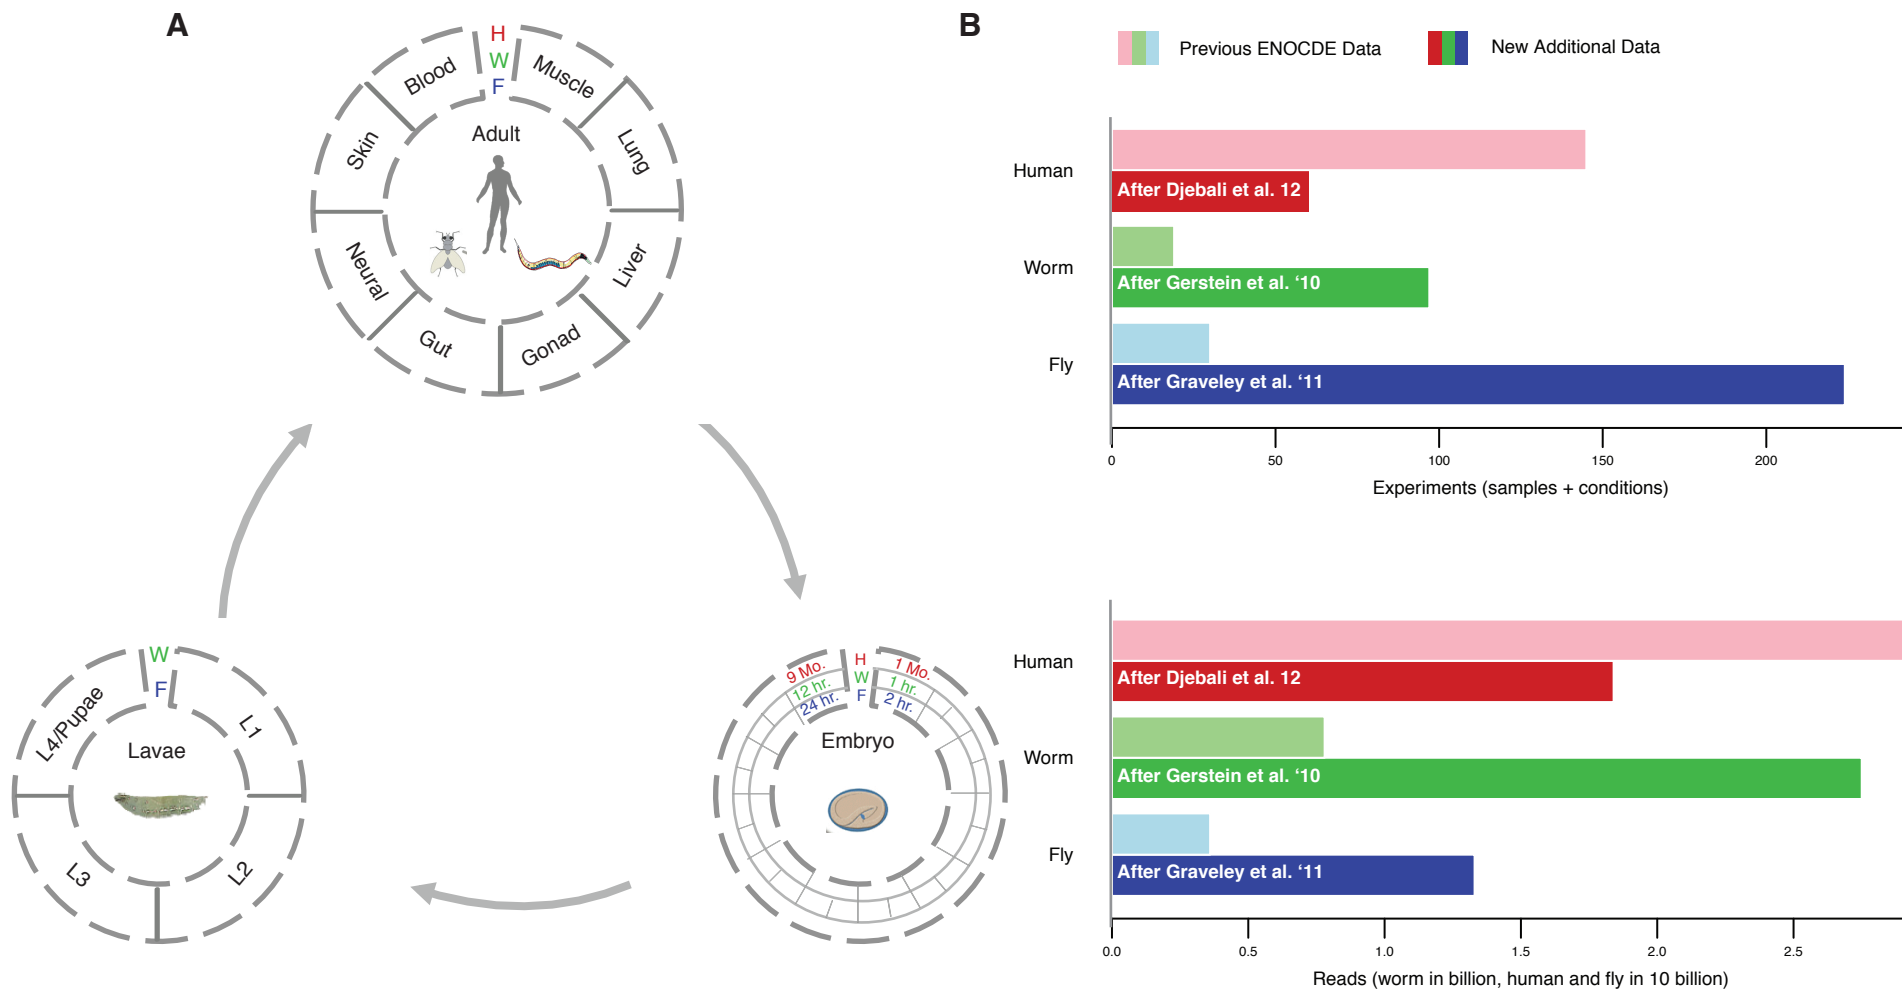 A
H
W
F
Blood
Muscle
Skin
Lung
Adult
Neural
Liver
Gut
Gonad
W
F
L4/Pupae
L1
Lavae
L3
L2
H
W
F
9 Mo.
12 hr.
24 hr.
1 Mo.
1 hr.
2 hr.
Embryo
B
Previous ENOCDE Data
New Additional Data
Human
After Djebali et al. 12
Worm
After Gerstein et al. ‘10
Fly
After Graveley et al. ‘11
0 50 100 150 200
Experiments (samples + conditions)
Human
After Djebali et al. 12
Worm
After Gerstein et al. ‘10
Fly
After Graveley et al. ‘11
0.0 0.5 1.0 1.5 2.0 2.5
Reads (worm in billion, human and fly in 10 billion)